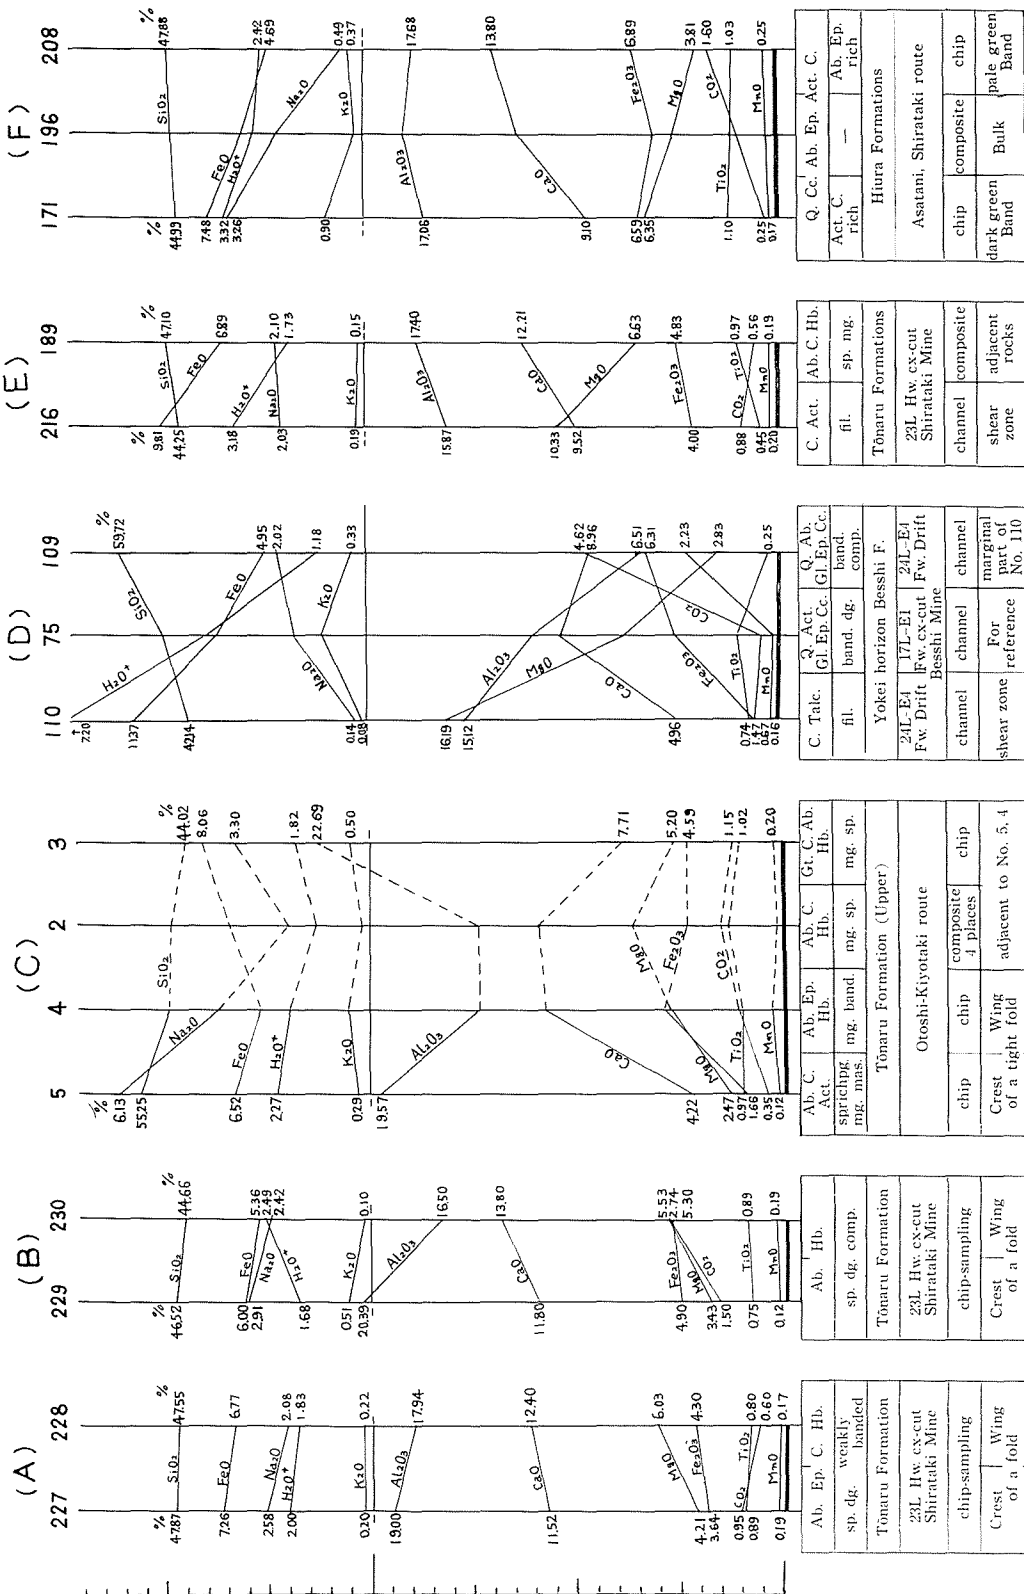 (A)
227 228
% %
47.87 SiO₂ 47.55
7.26 FeO 6.77
2.58 Na₂O 2.08
2.00 H₂O⁺ 1.83
0.20 K₂O 0.22
19.00 Al₂O₃ 17.94
11.52 CaO 12.40
4.21 MgO 6.03
3.64 Fe₂O₃ 4.30
0.95 CO₂ TiO₂ 0.80
0.89 0.60
0.19 MnO 0.17
Ab. Ep. C. Hb.
sp. dg. weakly banded
Tōnaru Formation
23L Hw. cx-cut
Shirataki Mine
chip-sampling
Crest | Wing
of a fold
(B)
229 230
% %
46.52 SiO₂ 44.66
6.00 FeO 5.36
2.91 Na₂O 2.49
1.68 H₂O⁺ 2.42
0.51 K₂O 0.10
20.39 Al₂O₃ 16.50
11.80 CaO 13.80
4.90 Fe₂O₃ 5.53
3.43 MgO 2.74
1.50 CO₂ 5.30
0.75 TiO₂ 0.89
0.12 MnO 0.19
Ab. Hb.
sp. dg. comp.
Tōnaru Formation
23L Hw. cx-cut
Shirataki Mine
chip-sampling
Crest | Wing
of a fold
(C)
5 4 2 3
% %
6.13 SiO₂ 44.02
55.25 Na₂O 8.06
6.52 FeO 3.30
2.27 H₂O⁺ 1.82
22.69
0.29 K₂O 0.50
19.57 Al₂O₃
4.22 CaO 7.71
2.47 MgO MgO 5.20
0.97 Fe₂O₃ 4.59
1.66 TiO₂ CO₂ 1.15
0.35 1.02
0.12 MnO 0.20
Ab. C. Act. Ab. Ep. Hb. Ab. C. Hb. Gt. C. Ab. Hb.
sprichpg. mg. mas. mg. band. mg. sp. mg. sp.
Tōnaru Formation (Upper)
Otoshi-Kiyotaki route
chip chip composite 4 places chip
Crest | Wing
of a tight fold
adjacent to No. 5, 4
(D)
110 75 109
%
7.20 H₂O⁺ SiO₂ 59.72
11.37 FeO 4.95
42.14 2.02
1.18
0.14 Na₂O K₂O 0.33
0.08
16.19 Al₂O₃ 4.62
15.12 MgO 8.96
4.96 CaO 6.51
6.31
0.74 Fe₂O₃ CO₂ 2.23
1.47 TiO₂ 2.83
0.67
0.16 MnO 0.25
C. Talc. Q. Act. Gl. Ep. Cc. Q. Ab. Gl. Ep. Cc.
fil. band. dg. band. comp.
Yokei horizon Besshi F.
24L-E4 17L-E1 24L-E4
Fw. Drift Fw. cx-cut Fw. Drift
Besshi Mine
channel channel channel
shear zone For reference marginal part of No. 110
(E)
216 189
% %
9.81 SiO₂ 47.10
44.25 FeO 6.89
3.18 H₂O⁺ 2.10
2.03 Na₂O 1.73
0.19 K₂O 0.15
15.87 Al₂O₃ 17.40
10.33 CaO 12.21
9.52 MgO 6.63
4.00 Fe₂O₃ 4.83
0.88 CO₂ TiO₂ 0.97
0.45 0.56
0.20 MnO 0.19
C. Act. Ab. C. Hb.
fil. sp. mg.
Tōnaru Formations
23L Hw. cx-cut
Shirataki Mine
channel composite
shear zone adjacent rocks
(F)
171 196 208
%
44.99 SiO₂ 47.88
7.48 FeO 2.42
3.32 H₂O⁺ 4.69
3.26 Na₂O 0.49
0.90 K₂O 0.37
17.06 Al₂O₃ 17.68
9.10 CaO 13.80
6.59 Fe₂O₃ 6.89
6.35 MgO 3.81
CO₂ 1.60
1.10 TiO₂ 1.03
0.25 MnO 0.25
0.17
Q. Cc. Ab. Ep. Act. C.
Act. C. rich — Ab. Ep. rich
Hiura Formations
Asatani, Shirataki route
chip composite chip
dark green Band Bulk pale green Band